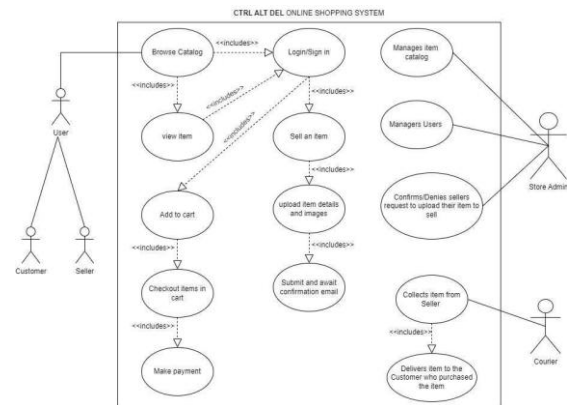 CTRL ALT DEL ONLINE SHOPPING SYSTEM
Browse Catalog
<<includes>>
Login/Sign in
Manages item
catalog
<<includes>>
<<includes>>
<<includes>>
<<includes>>
User
view item
Sell an item
Managers Users
Store Admin
<<includes>>
Add to cart
upload item details
and images
Confirms/Denies sellers
request to upload their item to
sell
Customer
Seller
<<includes>>
<<includes>>
Checkout items in
cart
Submit and await
confirmation email
Collects item from
Seller
<<includes>>
<<includes>>
Courier
Make payment
Delivers item to the
Customer who purchased
the item